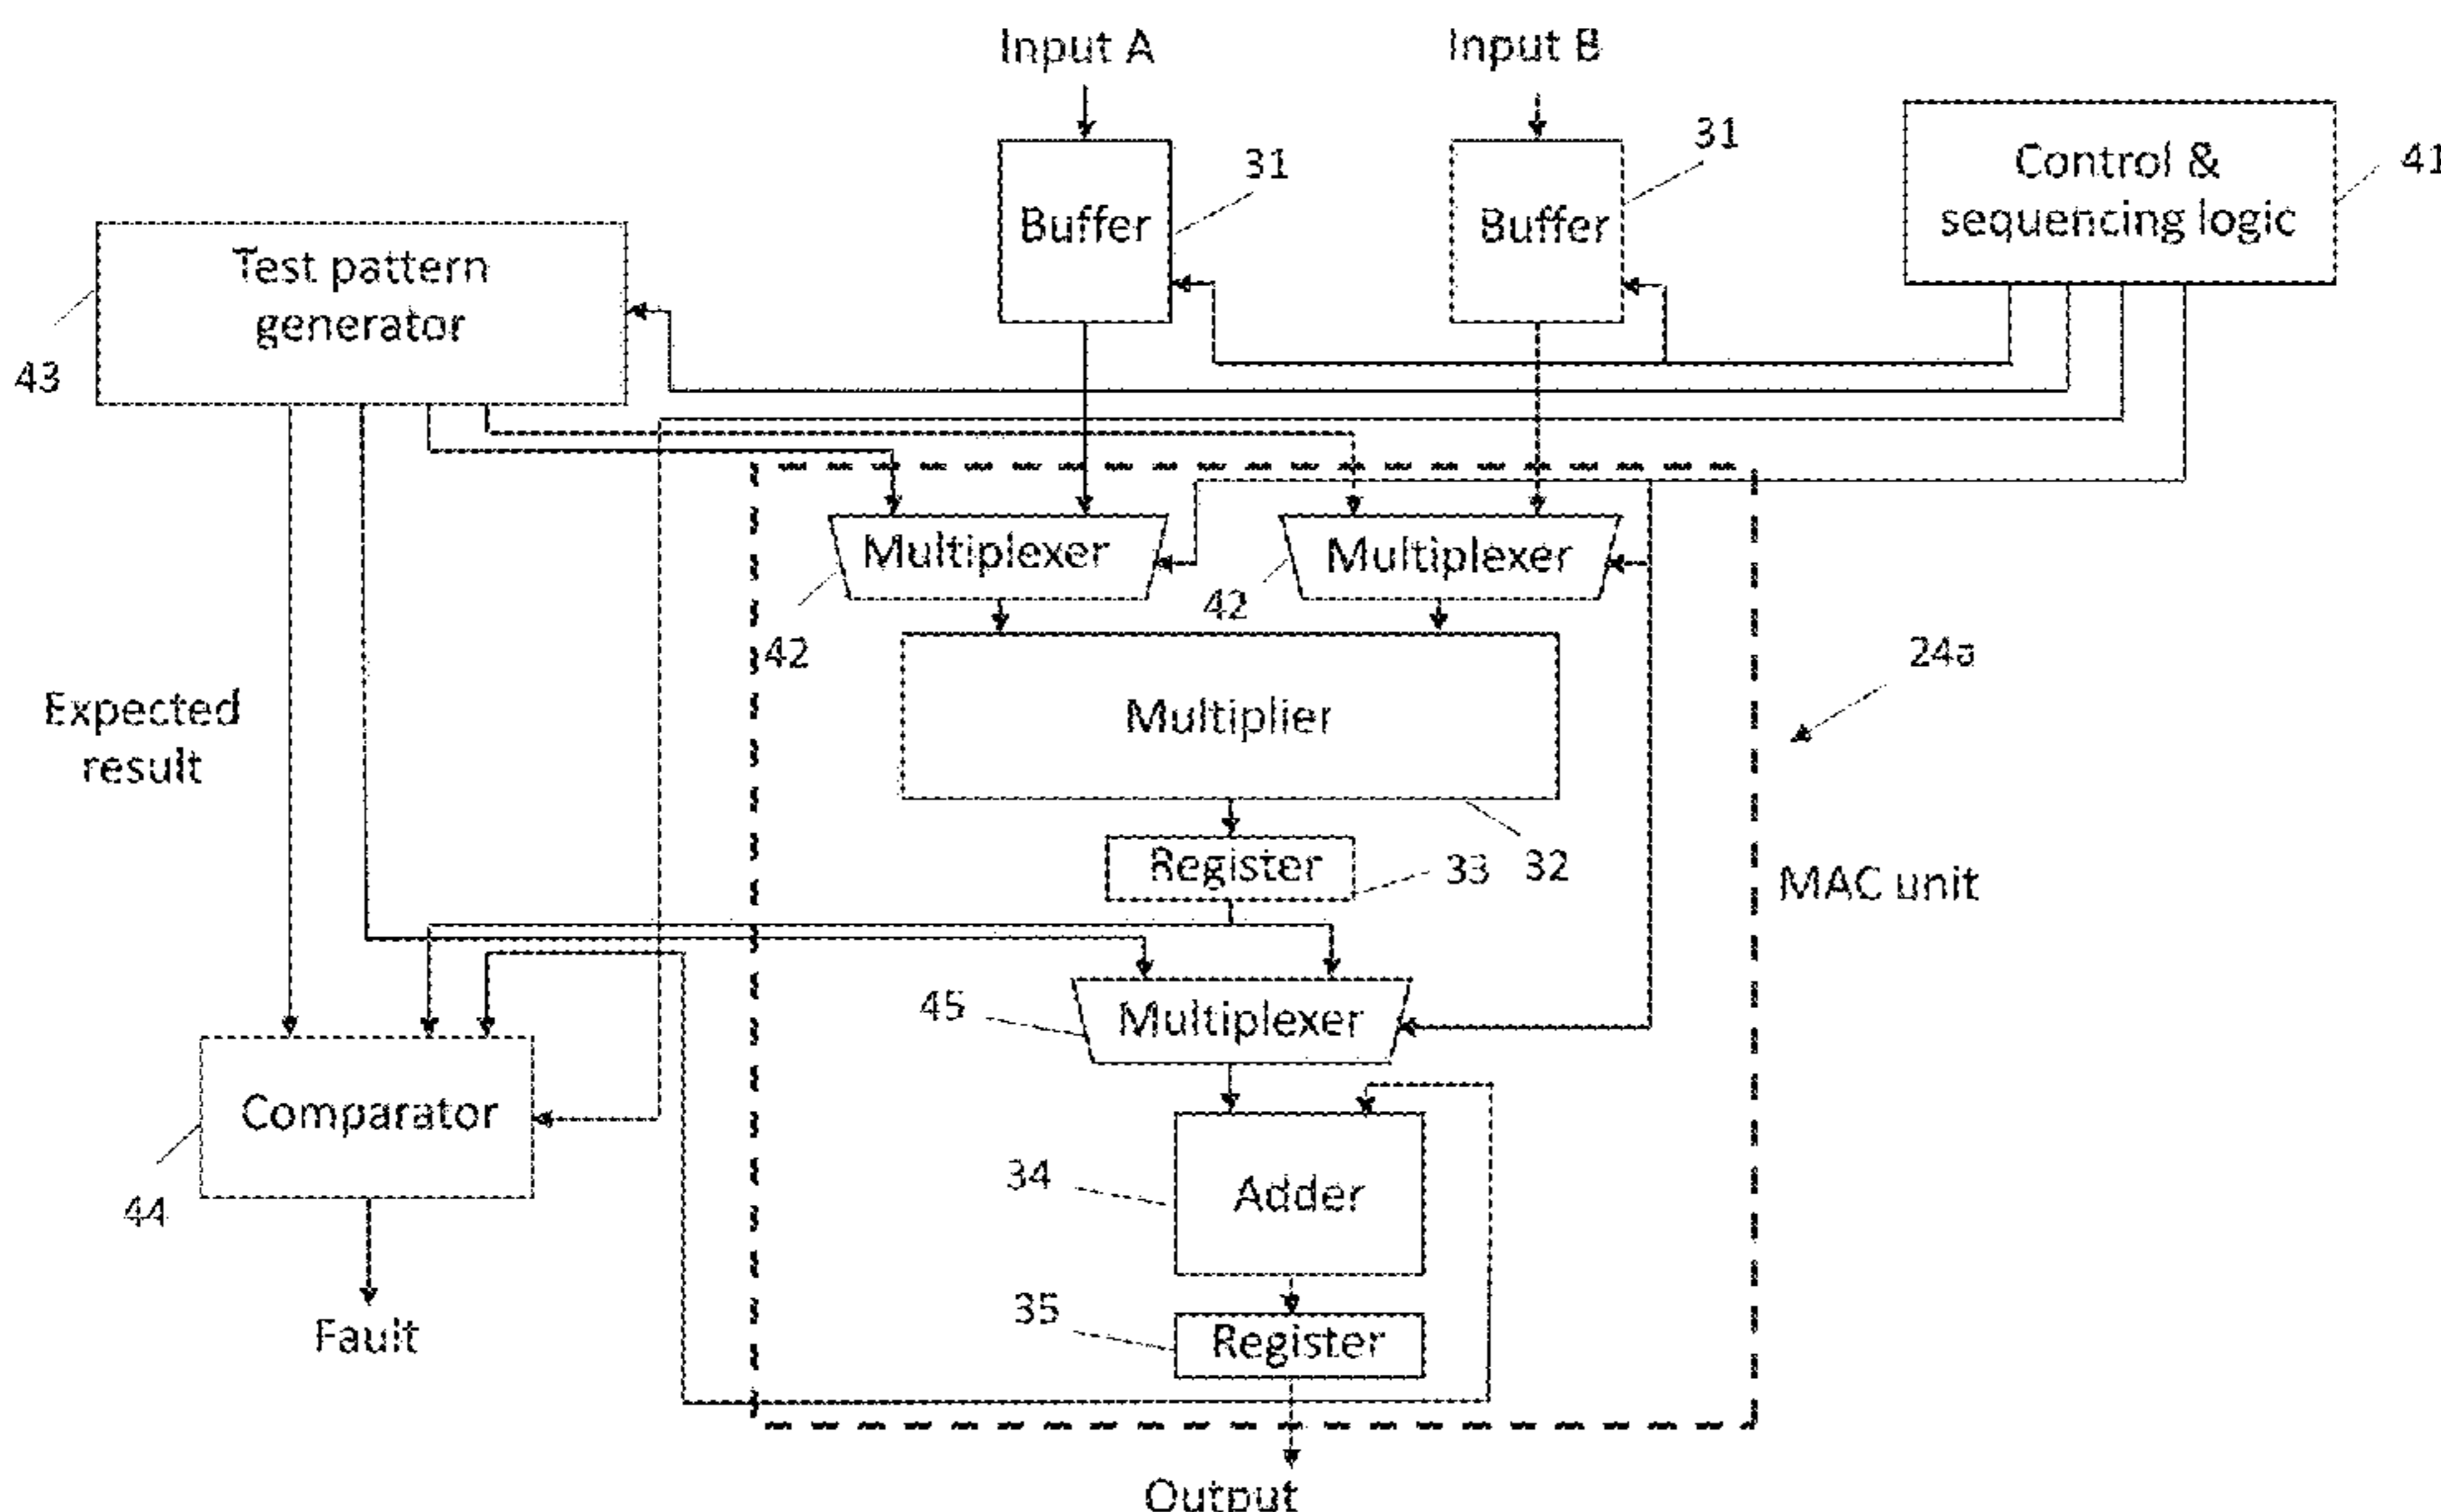 Input A
Input B
31
31
Control &
sequencing logic
41
Buffer
Buffer
Test pattern
generator
43
Multiplexer
Multiplexer
42
42
24a
Multiplier
Expected
result
Register
33
32
MAC unit
45
Multiplexer
Comparator
44
34
Adder
35
Register
Fault
Output